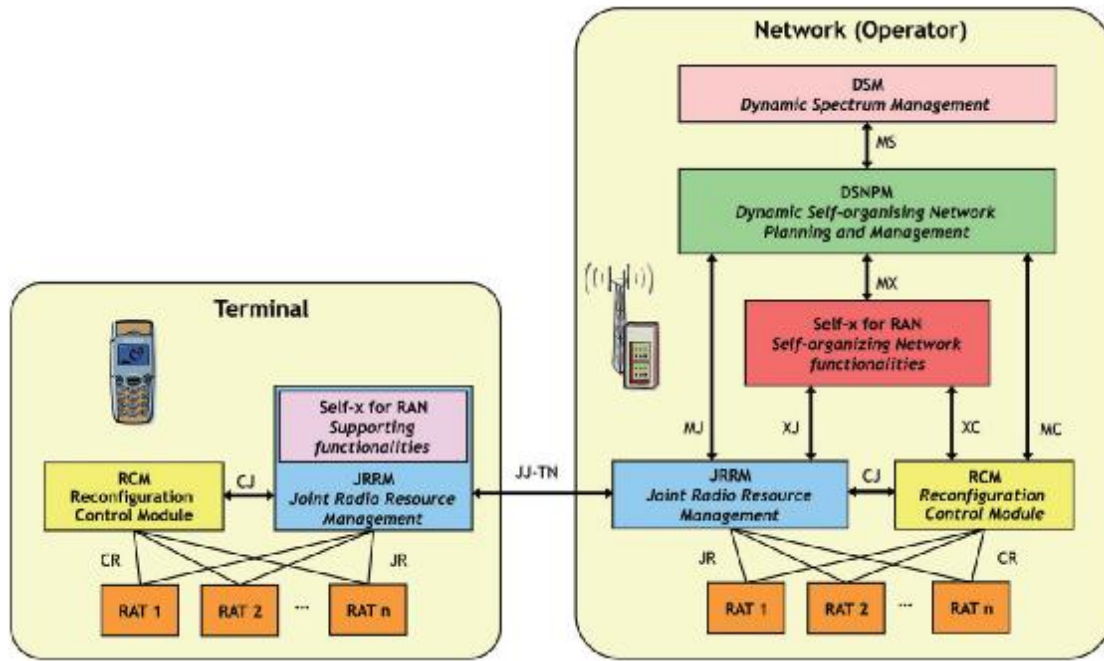 Network (Operator)
DSM
Dynamic Spectrum Management
MS
DSNPM
Dynamic Self-organising Network
Planning and Management
MX
Self-x for RAN
Self-organizing Network
functionalities
MJ
XJ
XC
MC
JRRM
Joint Radio Resource
Management
CJ
RCM
Reconfiguration
Control Module
JR
CR
RAT 1
RAT 2
...
RAT n
JJ-TN
Terminal
Self-x for RAN
Supporting
functionalities
RCM
Reconfiguration
Control Module
CJ
JRRM
Joint Radio Resource
Management
CR
JR
RAT 1
RAT 2
...
RAT n